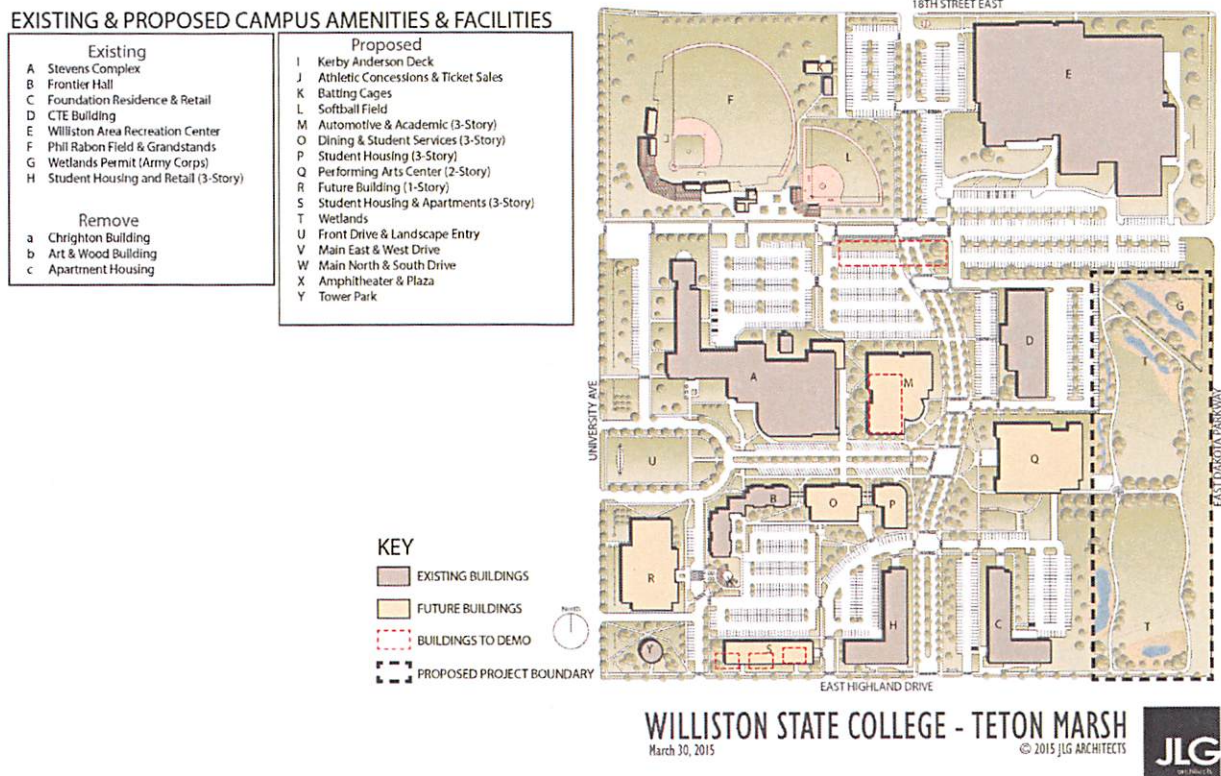 EXISTING & PROPOSED CAMPUS AMENITIES & FACILITIES
Existing
A Stevens Complex
B Frontier Hall
C Foundation Residence & Retail
D CTE Building
E Williston Area Recreation Center
F Phil Rabon Field & Grandstands
G Wetlands Permit (Army Corps)
H Student Housing and Retail (3-Story)
Remove
a Chrighton Building
b Art & Wood Building
c Apartment Housing
Proposed
I Kerby Anderson Deck
J Athletic Concessions & Ticket Sales
K Batting Cages
L Softball Field
M Automotive & Academic (3-Story)
O Dining & Student Services (3-Story)
P Student Housing (3-Story)
Q Performing Arts Center (2-Story)
R Future Building (1-Story)
S Student Housing & Apartments (3-Story)
T Wetlands
U Front Drive & Landscape Entry
V Main East & West Drive
W Main North & South Drive
X Amphitheater & Plaza
Y Tower Park
18TH STREET EAST
K
E
F
L
G
T
D
A
M
UNIVERSITY AVE
EAST DAKOTA PARKWAY
U
Q
B
O
P
R
X
H
C
T
Y
S
EAST HIGHLAND DRIVE
KEY
EXISTING BUILDINGS
FUTURE BUILDINGS
BUILDINGS TO DEMO
PROPOSED PROJECT BOUNDARY
WILLISTON STATE COLLEGE - TETON MARSH
March 30, 2015
© 2015 JLG ARCHITECTS
JLG